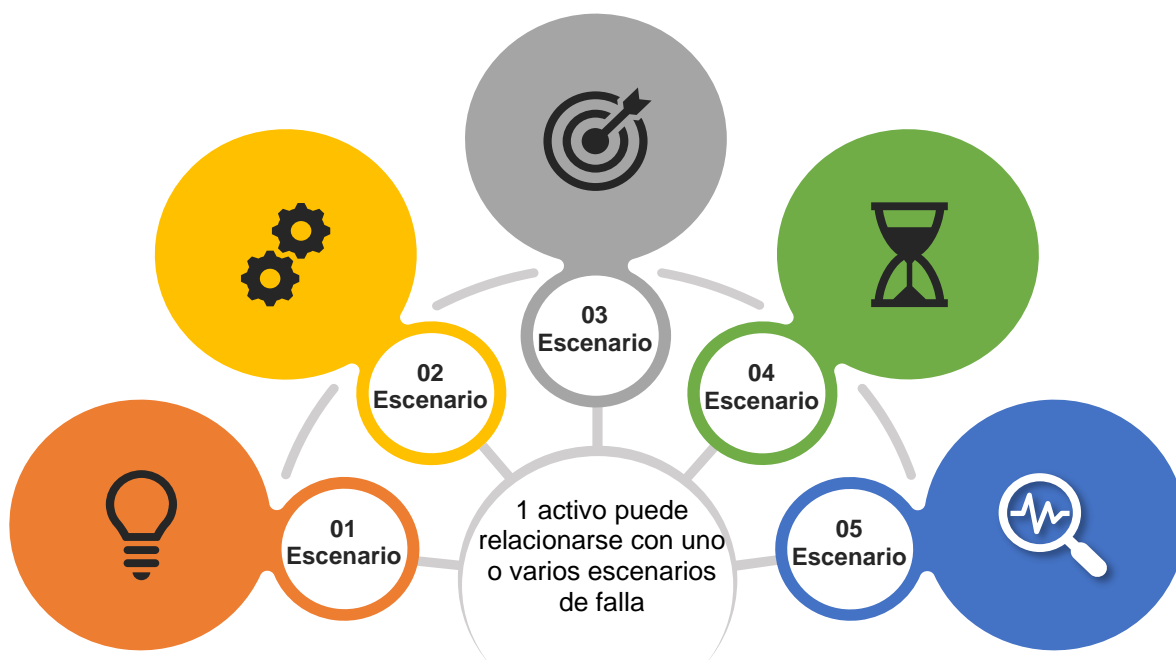 01
Escenario
02
Escenario
03
Escenario
04
Escenario
05
Escenario
1 activo puede
relacionarse con uno
o varios escenarios
de falla